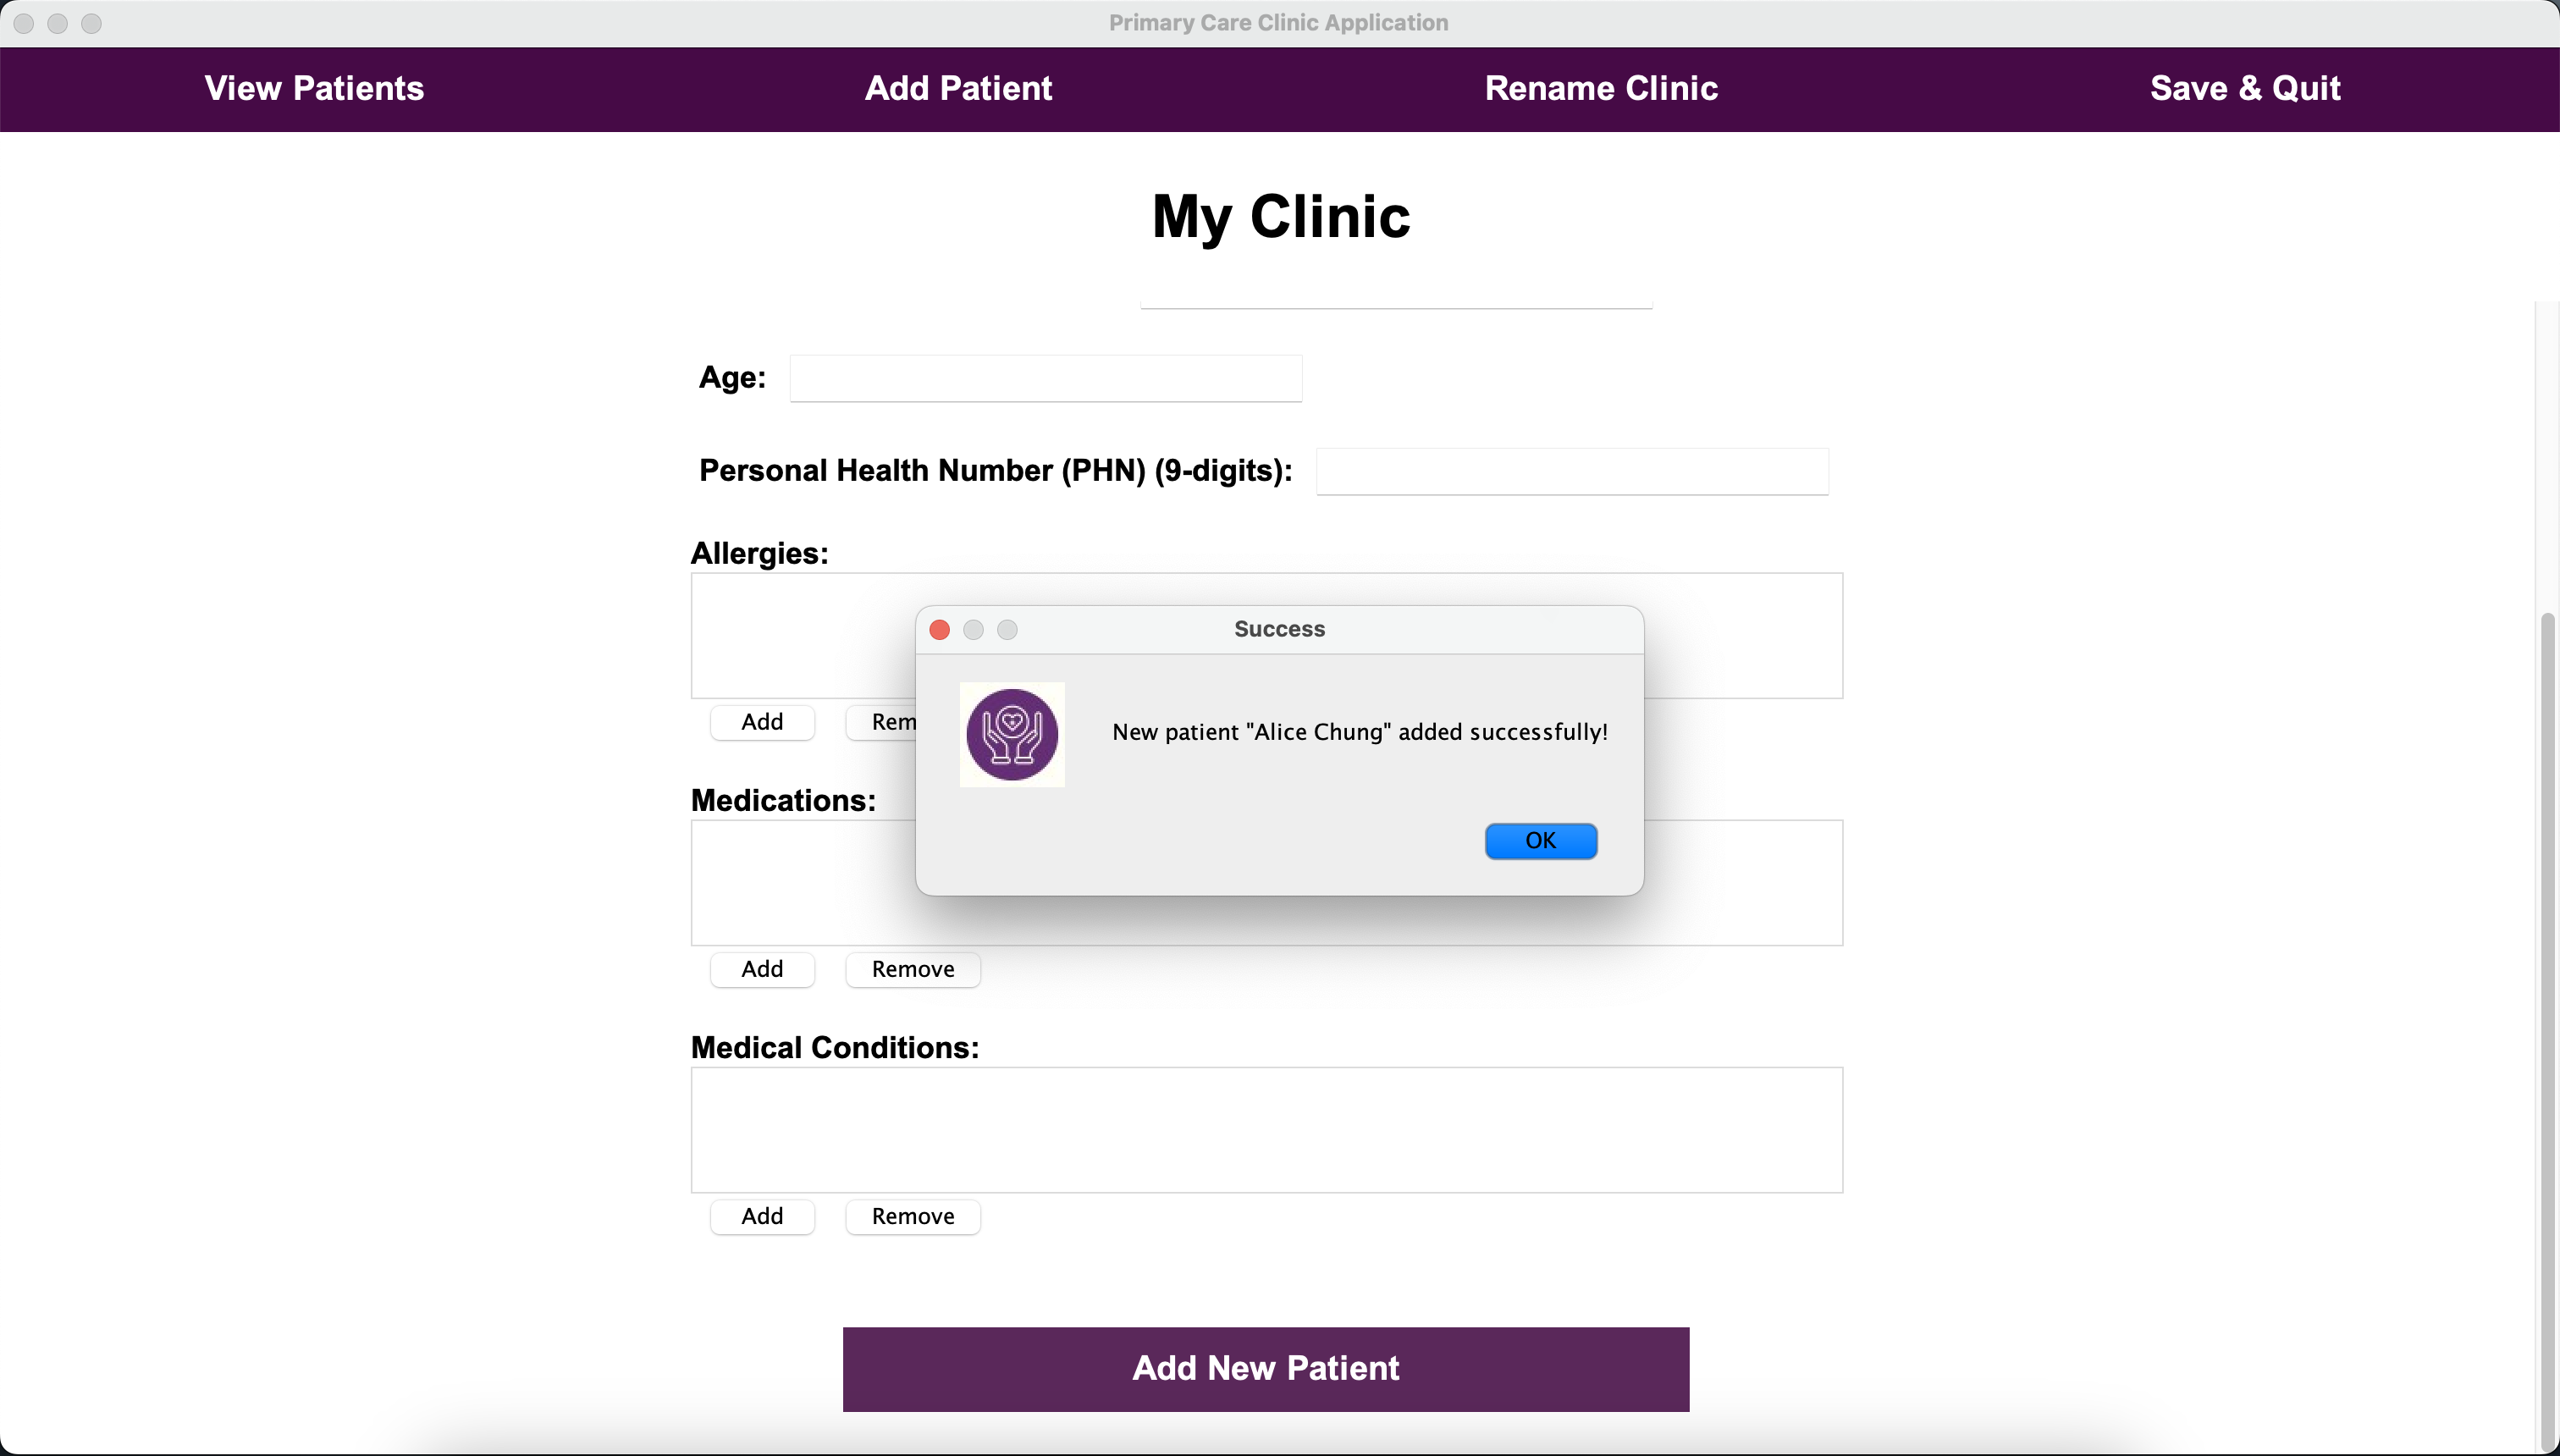 Primary Care Clinic Application
View Patients Add Patient Rename Clinic Save & Quit
My Clinic
Age:
Personal Health Number (PHN) (9-digits):
Allergies:
Success
New patient "Alice Chung" added successfully!
OK
Add Rem
Medications:
Add Remove
Medical Conditions:
Add Remove
Add New Patient